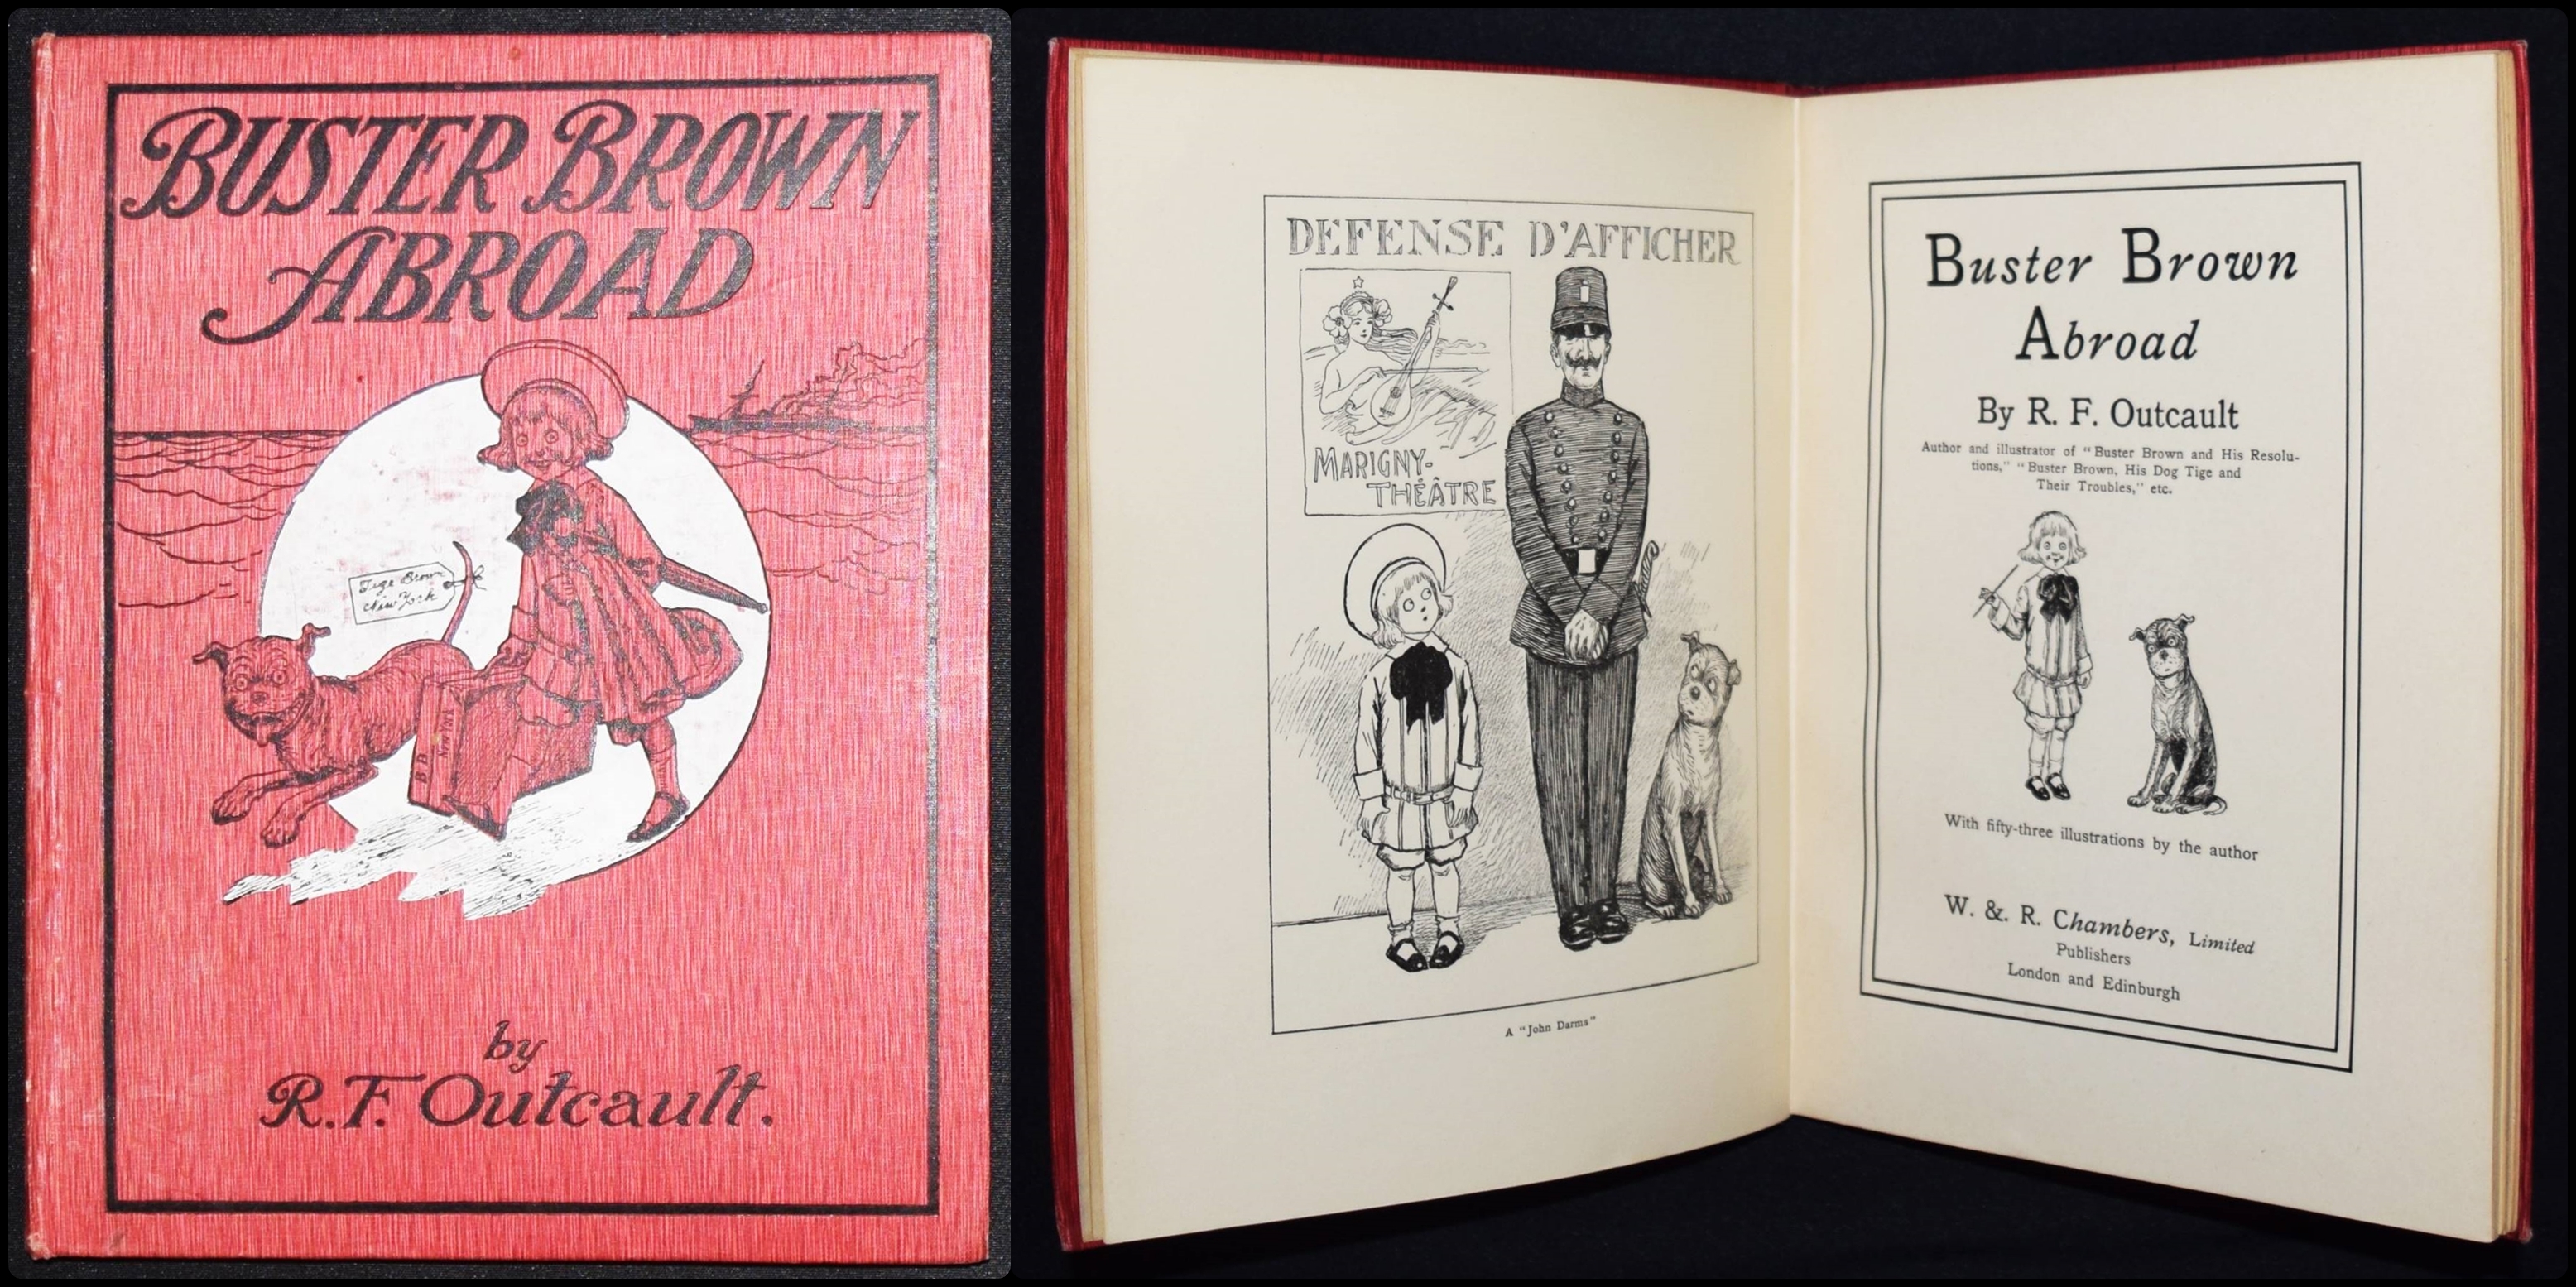 BUSTER BROWN
ABROAD
Tige Brown
New York
B B
New York
by
R. F. Outcault.
DEFENSE D'AFFICHER
MARIGNY-
THÉÂTRE
A "John Darms"
Buster Brown
Abroad
By R. F. Outcault
Author and illustrator of "Buster Brown and His Resolu-
tions," "Buster Brown, His Dog Tige and
Their Troubles," etc.
With fifty-three illustrations by the author
W. & R. Chambers, Limited
Publishers
London and Edinburgh